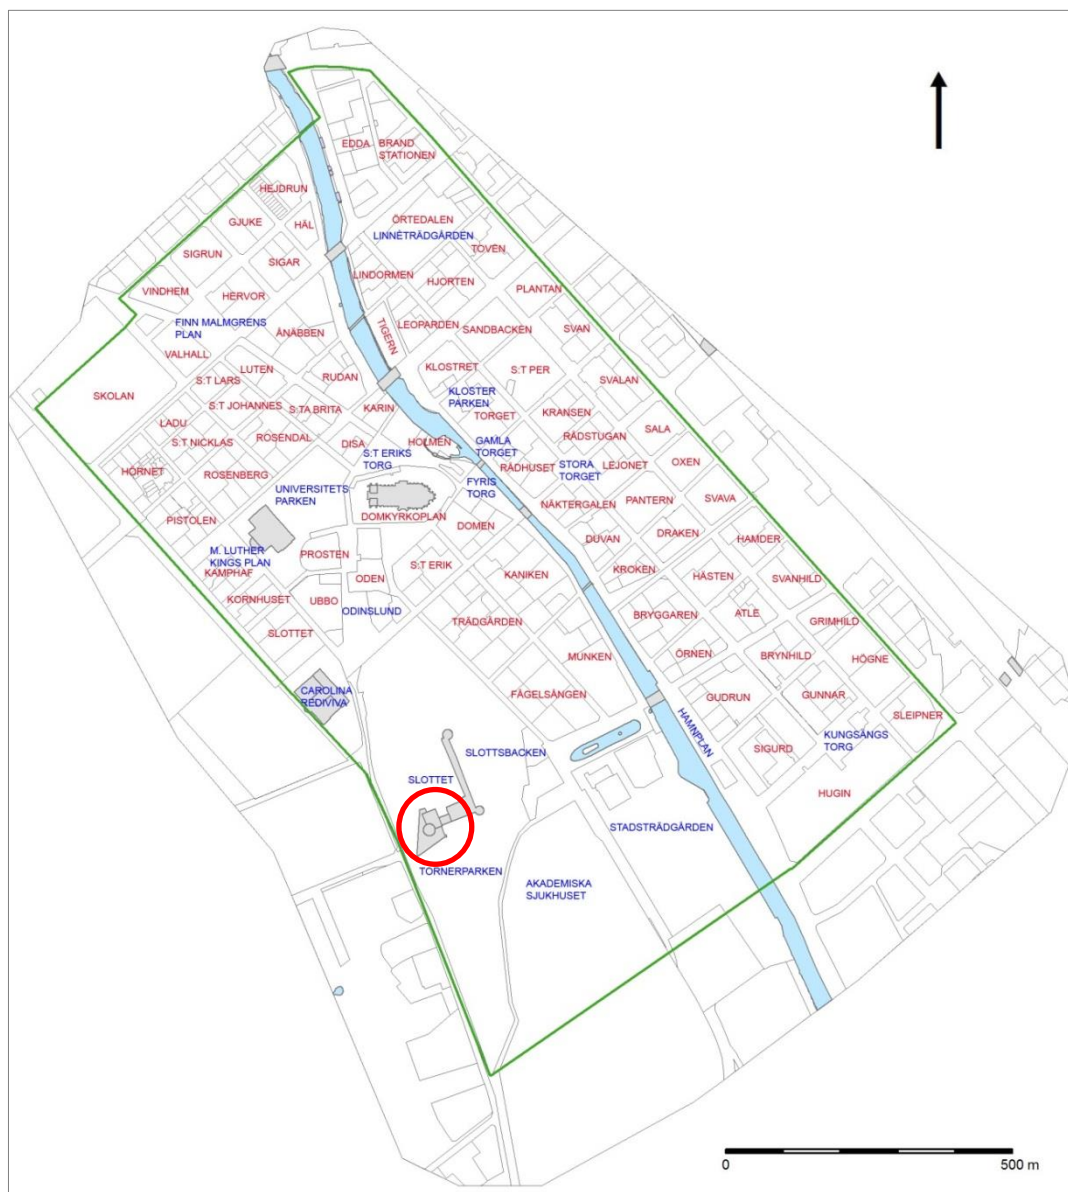 EDDA
BRAND
STATIONEN
HEJDRUN
GJUKE
HÄL
ÖRTEDALEN
LINNÉTRÄDGÅRDEN
TOVEN
SIGRUN
SIGAR
LINDORMEN
HJORTEN
PLANTAN
VINDHEM
HERVOR
FINN MALMGRENS
PLAN
ÅNÄBBEN
TIGERN
LEOPARDEN
SANDBACKEN
SVAN
VALHALL
LUTEN
RUDAN
KLOSTRET
S:T PER
SVALAN
SKOLAN
S:T LARS
S:T JOHANNES
S:TA BRITA
KARIN
KLOSTER
PARKEN
TORGET
KRANSEN
LADU
S:T NICKLAS
ROSENDAL
DISA
S:T ERIKS
TORG
HOLMEN
GAMLA
TORGET
RÅDSTUGAN
SALA
HORNET
ROSENBERG
UNIVERSITETS
PARKEN
FYRIS
TORG
RÅDHUSET
STORA
TORGET
LEJONET
OXEN
PISTOLEN
DOMKYRKOPLAN
DOMEN
NÄKTERGALEN
PANTERN
SVAVA
M. LUTHER
KINGS PLAN
KAMPHAF
PROSTEN
DUVAN
DRAKEN
HAMDER
KORNHUSET
UBBO
ODEN
S:T ERIK
KANIKEN
KROKEN
HÄSTEN
SVANHILD
SLOTTET
ODINSLUND
TRÄDGÅRDEN
BRYGGAREN
ATLE
GRIMHILD
MUNKEN
ÖRNEN
BRYNHILD
HÖGNE
CAROLINA
REDIVIVA
FÅGELSÅNGEN
GUDRUN
GUNNAR
SLEIPNER
HAMNPLAN
SIGURD
KUNGSÄNGS
TORG
SLOTTSBACKEN
SLOTTET
HUGIN
STADSTRÄDGÅRDEN
TORNERPARKEN
AKADEMISKA
SJUKHUSET
0 500 m